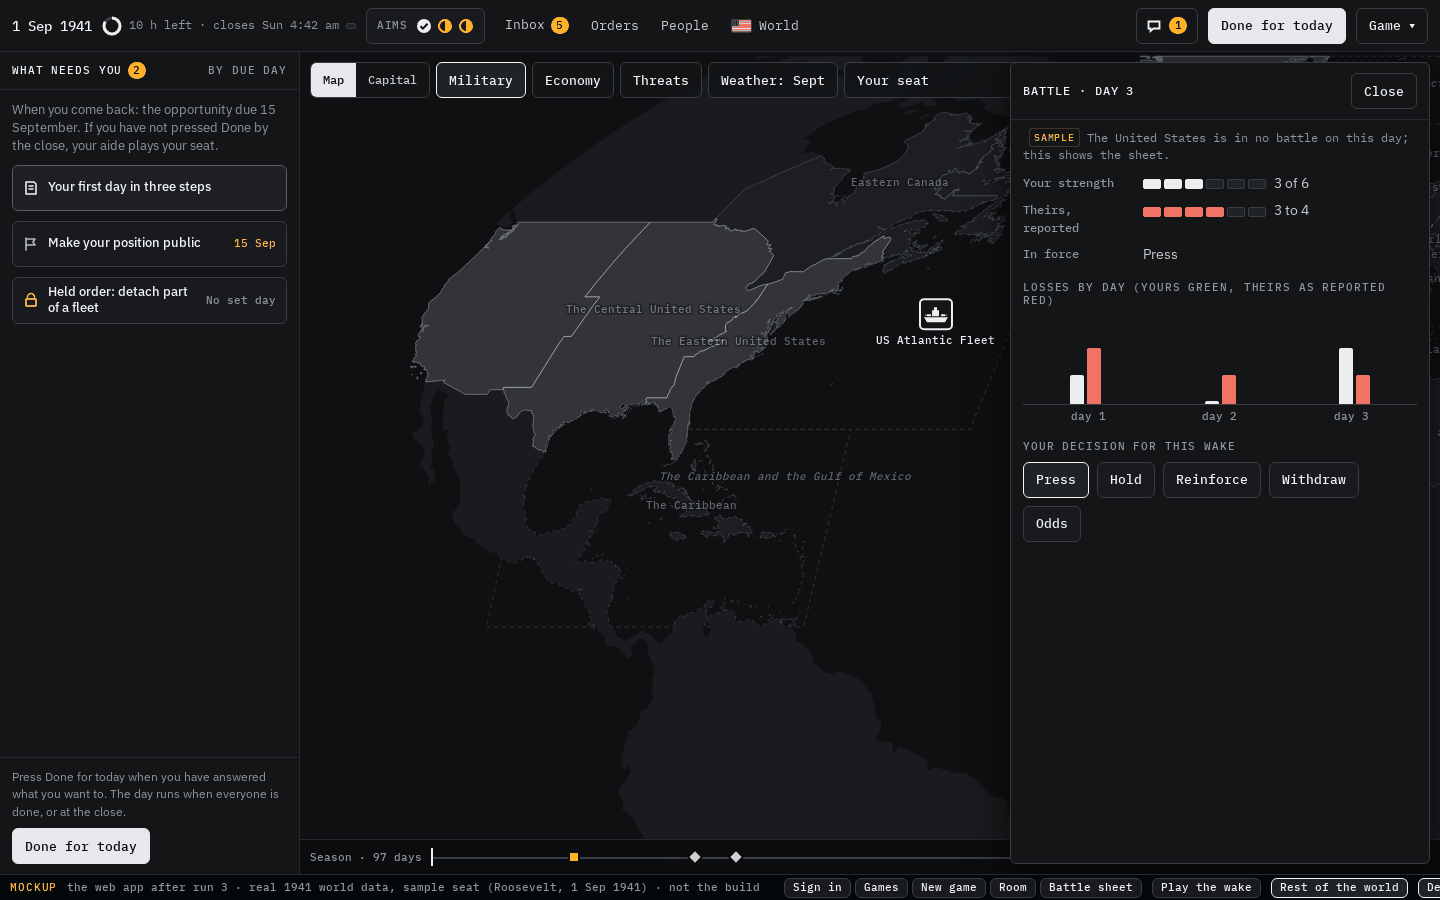 1 Sep 1941 10 h left · closes Sun 4:42 am
AIMS
Inbox 5
Orders
People
World
1
Done for today
Game ▾
WHAT NEEDS YOU 2
BY DUE DAY
When you come back: the opportunity due 15
September. If you have not pressed Done by
the close, your aide plays your seat.
Your first day in three steps
Make your position public 15 Sep
Held order: detach part
of a fleet
No set day
Press Done for today when you have answered
what you want to. The day runs when everyone is
done, or at the close.
Done for today
Map
Capital
Military
Economy
Threats
Weather: Sept
Your seat
Eastern Canada
The Central United States
The Eastern United States
US Atlantic Fleet
The Caribbean and the Gulf of Mexico
The Caribbean
Season · 97 days
BATTLE · DAY 3
Close
SAMPLE The United States is in no battle on this day;
this shows the sheet.
Your strength 3 of 6
Theirs,
reported
3 to 4
In force Press
LOSSES BY DAY (YOURS GREEN, THEIRS AS REPORTED
RED)
day 1
day 2
day 3
YOUR DECISION FOR THIS WAKE
Press
Hold
Reinforce
Withdraw
Odds
MOCKUP the web app after run 3 · real 1941 world data, sample seat (Roosevelt, 1 Sep 1941) · not the build
Sign in
Games
New game
Room
Battle sheet
Play the wake
Rest of the world